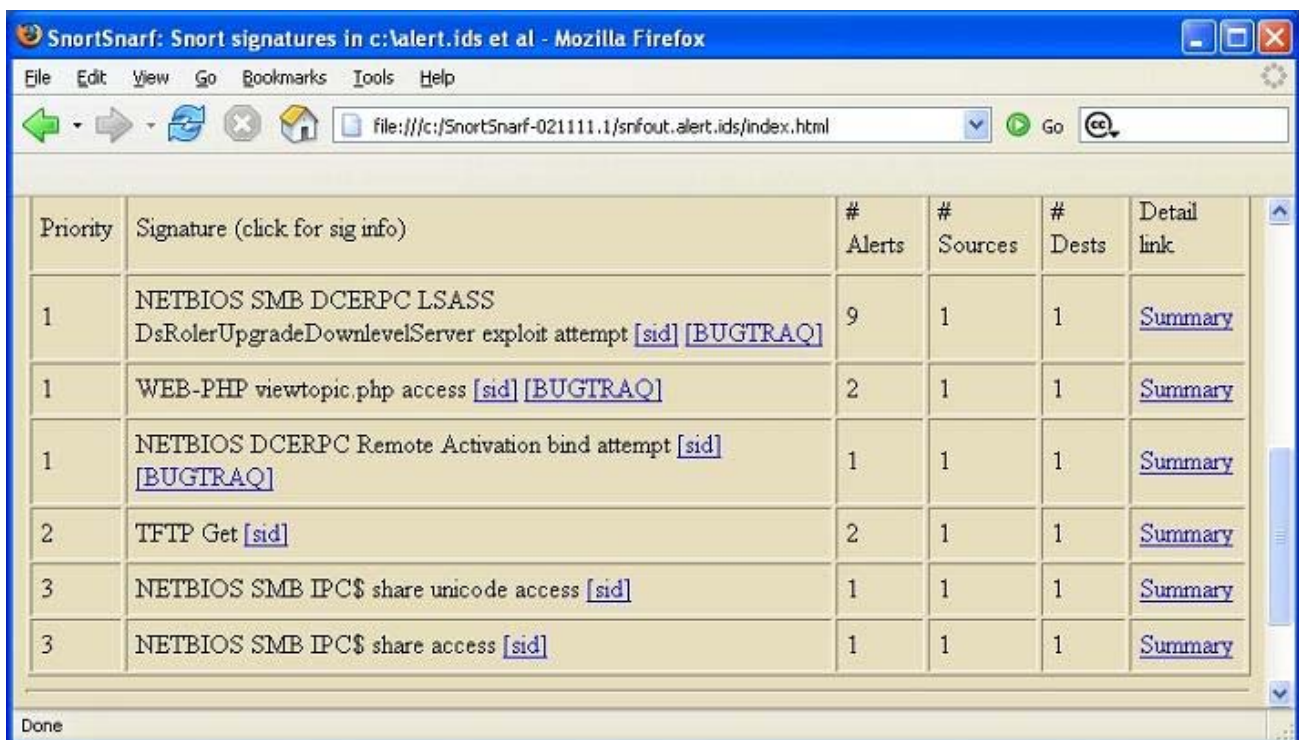 SnortSnarf: Snort signatures in c:\alert.ids et al - Mozilla Firefox
File Edit View Go Bookmarks Tools Help
file:///c:/SnortSnarf-021111.1/snfout.alert.ids/index.html Go cc
Priority Signature (click for sig info) # Alerts # Sources # Dests Detail link
1 NETBIOS SMB DCERPC LSASS
DsRolerUpgradeDownlevelServer exploit attempt [sid] [BUGTRAQ] 9 1 1 Summary
1 WEB-PHP viewtopic.php access [sid] [BUGTRAQ] 2 1 1 Summary
1 NETBIOS DCERPC Remote Activation bind attempt [sid]
[BUGTRAQ] 1 1 1 Summary
2 TFTP Get [sid] 2 1 1 Summary
3 NETBIOS SMB IPC$ share unicode access [sid] 1 1 1 Summary
3 NETBIOS SMB IPC$ share access [sid] 1 1 1 Summary
Done